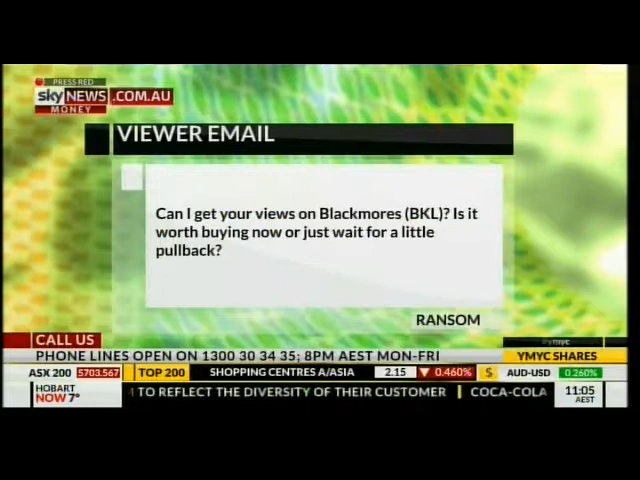 PRESS RED
sky NEWS .COM.AU
MONEY
VIEWER EMAIL
Can I get your views on Blackmores (BKL)? Is it
worth buying now or just wait for a little
pullback?
RANSOM
CALL US
#ymyc
PHONE LINES OPEN ON 1300 30 34 35; 8PM AEST MON-FRI
YMYC SHARES
ASX 200 5703.567 TOP 200 SHOPPING CENTRES A/ASIA 2.15 ▼ 0.460% $ AUD-USD 0.260%
HOBART
NOW 7°
TO REFLECT THE DIVERSITY OF THEIR CUSTOMER | COCA-COLA
11:05
AEST